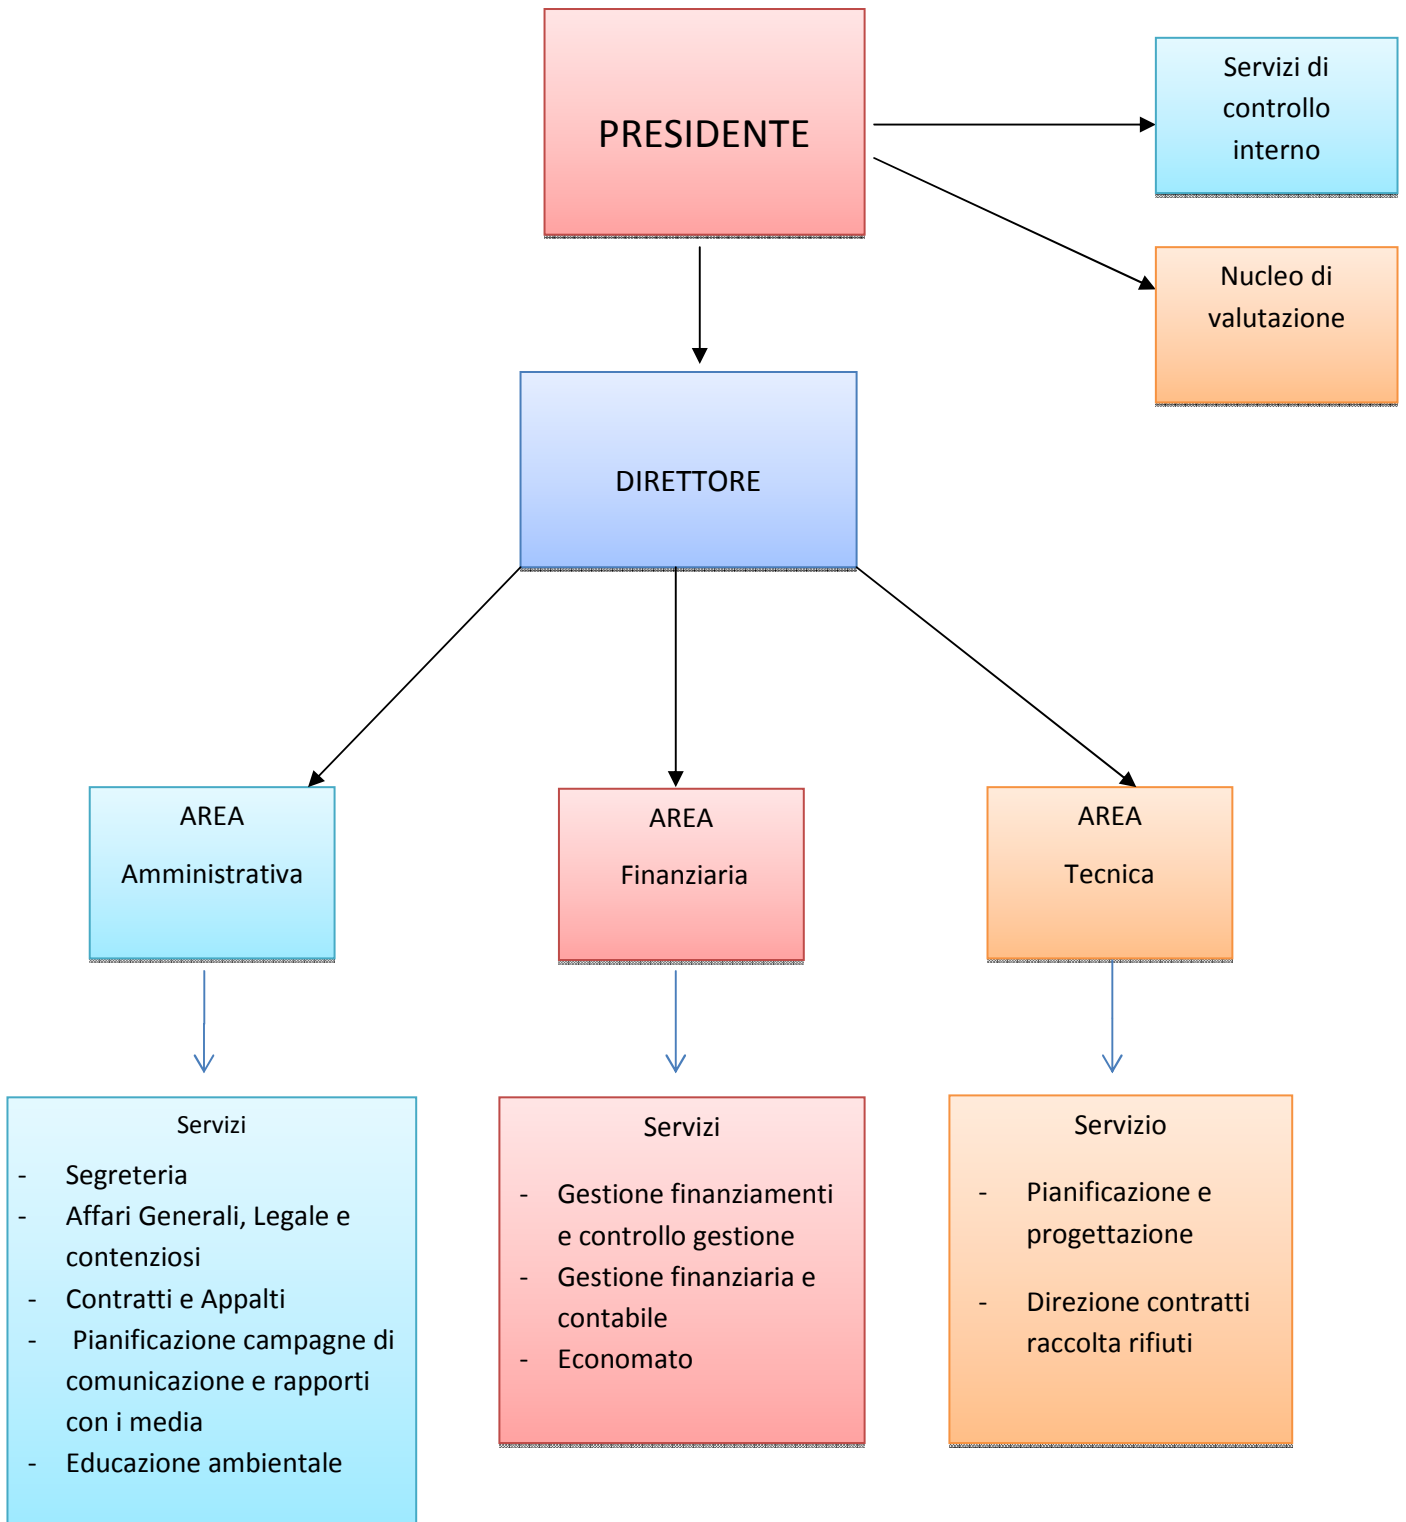 PRESIDENTE
Servizi di
controllo
interno
Nucleo di
valutazione
DIRETTORE
AREA
Amministrativa
AREA
Finanziaria
AREA
Tecnica
Servizi
- Segreteria
- Affari Generali, Legale e
contenziosi
- Contratti e Appalti
- Pianificazione campagne di
comunicazione e rapporti
con i media
- Educazione ambientale
Servizi
- Gestione finanziamenti
e controllo gestione
- Gestione finanziaria e
contabile
- Economato
Servizio
- Pianificazione e
progettazione
- Direzione contratti
raccolta rifiuti